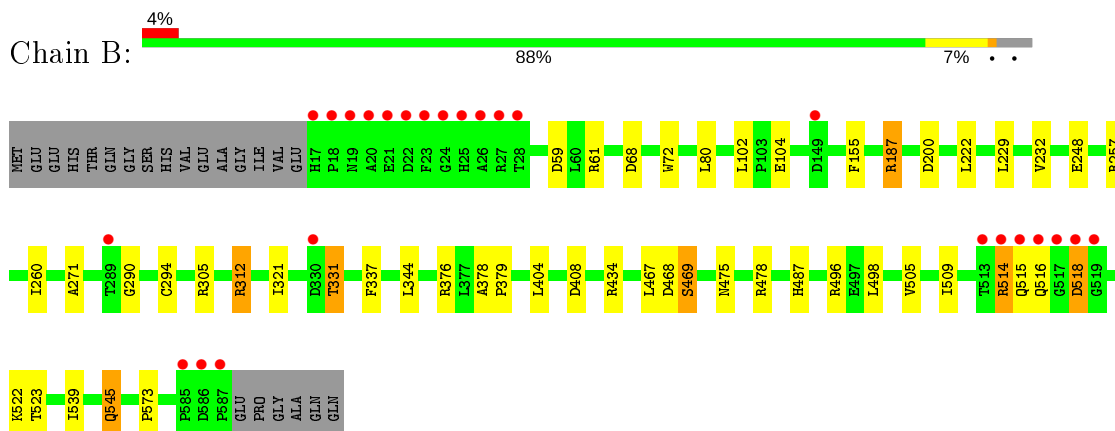 4%
Chain B:
88% 7% • •
MET GLU GLU HIS THR GLN GLY SER HIS VAL GLU ALA GLY ILE VAL GLU H17 P18 N19 A20 E21 D22 F23 G24 H25 A26 R27 T28 D59 L60 R61 D68 W72 L80 L102 P103 E104 D149 F155 R187 D200 L222 L229 V232 E248 R257
I260 A271 T289 G290 C294 R305 R312 I321 D330 T331 F337 L344 R376 L377 A378 P379 L404 D408 R434 L467 D468 S469 N475 R478 H487 R496 E497 L498 V505 I509 T513 R514 Q515 Q516 G517 D518 G519
K522 T523 I539 Q545 P573 P585 D586 P587 GLU PRO GLY ALA GLN GLN